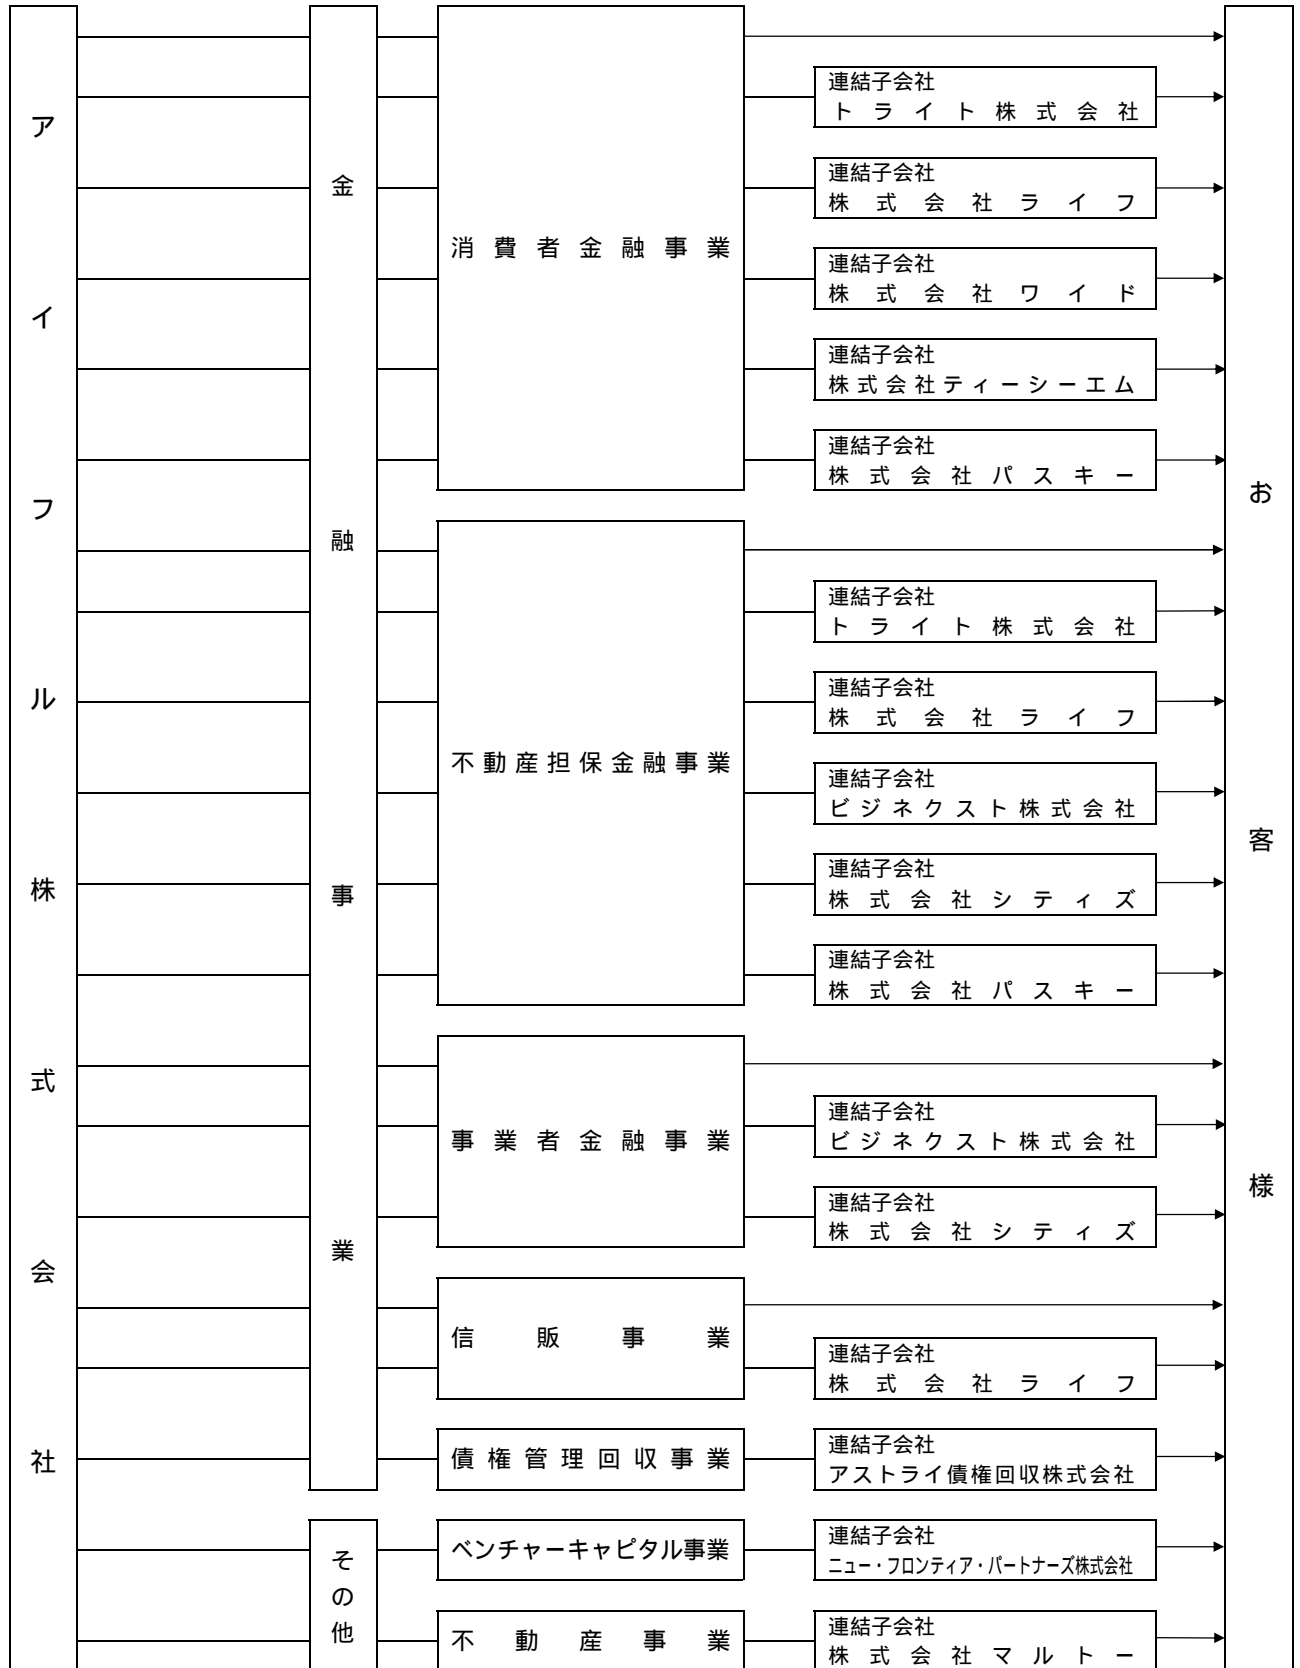 アイフル株式会社
金融事業
消費者金融事業
連結子会社
トライト株式会社
連結子会社
株式会社ライフ
連結子会社
株式会社ワイド
連結子会社
株式会社ティーシーエム
連結子会社
株式会社パスキー
不動産担保金融事業
連結子会社
トライト株式会社
連結子会社
株式会社ライフ
連結子会社
ビジネクスト株式会社
連結子会社
株式会社シティズ
連結子会社
株式会社パスキー
事業者金融事業
連結子会社
ビジネクスト株式会社
連結子会社
株式会社シティズ
信販事業
連結子会社
株式会社ライフ
債権管理回収事業
連結子会社
アストライ債権回収株式会社
その他
ベンチャーキャピタル事業
連結子会社
ニュー・フロンティア・パートナーズ株式会社
不動産事業
連結子会社
株式会社マルトー
お客様